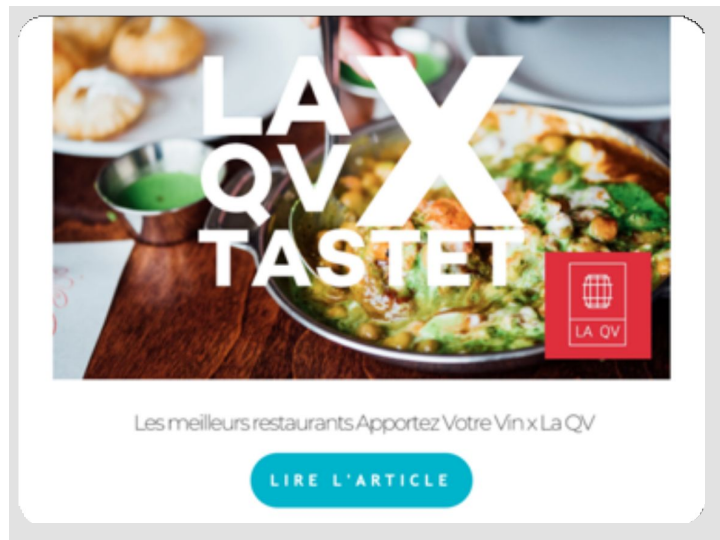 LA X
QV
TASTET
LA QV
Les meilleurs restaurants Apportez Votre Vin x La QV
LIRE L'ARTICLE